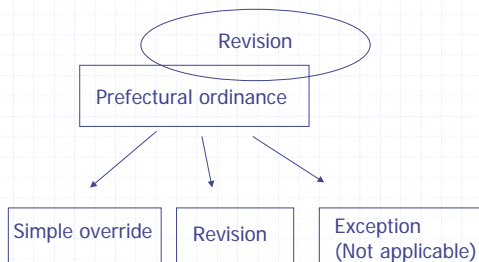 Revision
Prefectural ordinance
Simple override
Revision
Exception
(Not applicable)